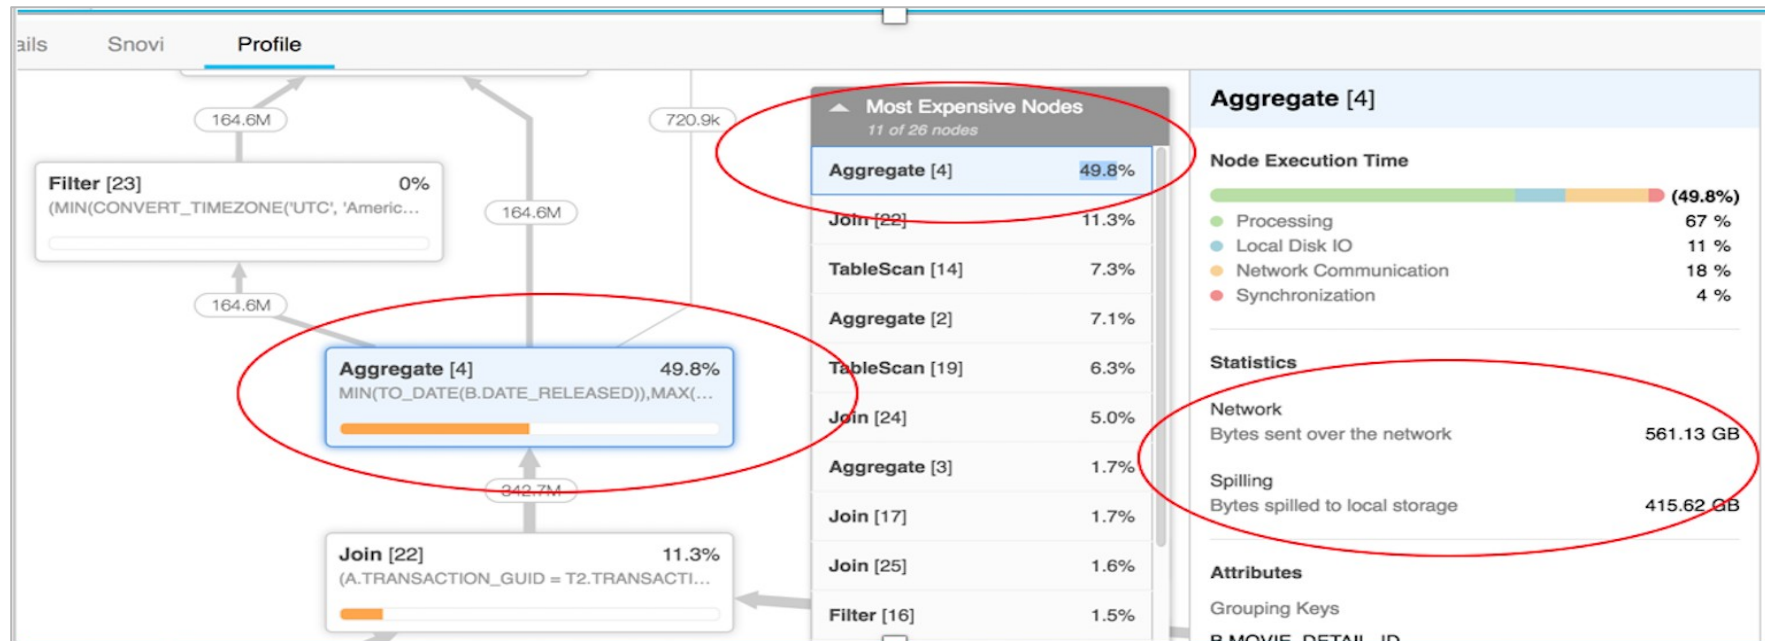 ails Snovi Profile
164.6M
720.9k
Filter [23] 0%
(MIN(CONVERT_TIMEZONE('UTC', 'Americ...
164.6M
164.6M
Aggregate [4] 49.8%
MIN(TO_DATE(B.DATE_RELEASED)),MAX(...
342.7M
Join [22] 11.3%
(A.TRANSACTION_GUID = T2.TRANSACTI...
Most Expensive Nodes
11 of 26 nodes
Aggregate [4] 49.8%
Join [22] 11.3%
TableScan [14] 7.3%
Aggregate [2] 7.1%
TableScan [19] 6.3%
Join [24] 5.0%
Aggregate [3] 1.7%
Join [17] 1.7%
Join [25] 1.6%
Filter [16] 1.5%
Aggregate [4]
Node Execution Time
(49.8%)
Processing 67 %
Local Disk IO 11 %
Network Communication 18 %
Synchronization 4 %
Statistics
Network
Bytes sent over the network 561.13 GB
Spilling
Bytes spilled to local storage 415.62 GB
Attributes
Grouping Keys
B.MOVIE_DETAIL_ID